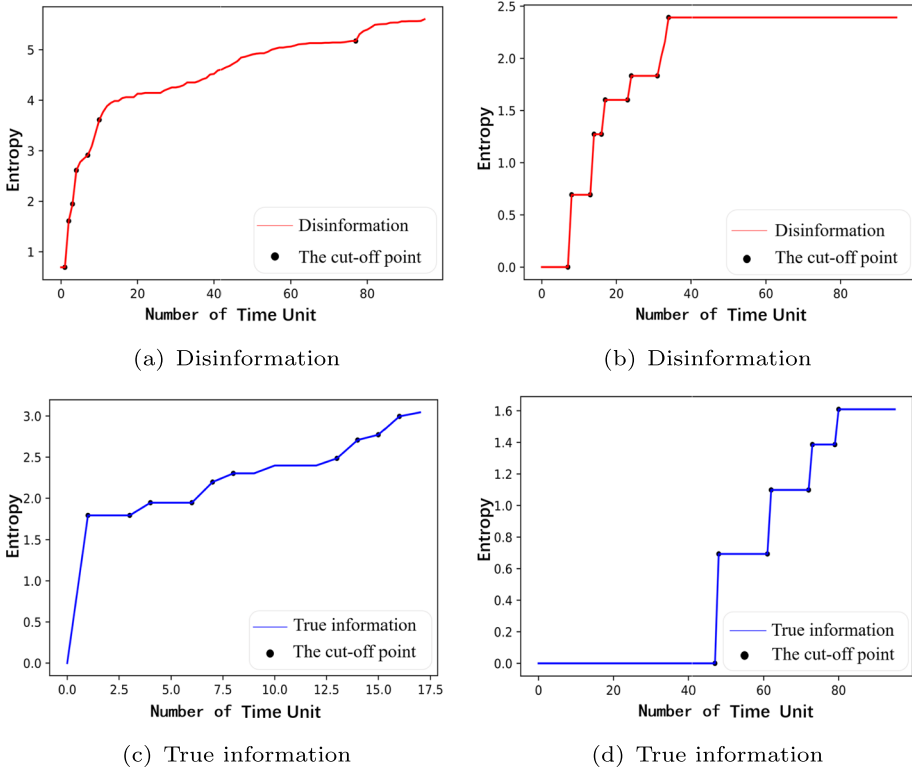 5
4
3
2
1
Entropy
Disinformation
The cut-off point
0 20 40 60 80
Number of Time Unit
(a) Disinformation
2.5
2.0
1.5
1.0
0.5
0.0
Entropy
Disinformation
The cut-off point
0 20 40 60 80
Number of Time Unit
(b) Disinformation
3.0
2.5
2.0
1.5
1.0
0.5
0.0
Entropy
True information
The cut-off point
0.0 2.5 5.0 7.5 10.0 12.5 15.0 17.5
Number of Time Unit
(c) True information
1.6
1.4
1.2
1.0
0.8
0.6
0.4
0.2
0.0
Entropy
True information
The cut-off point
0 20 40 60 80
Number of Time Unit
(d) True information